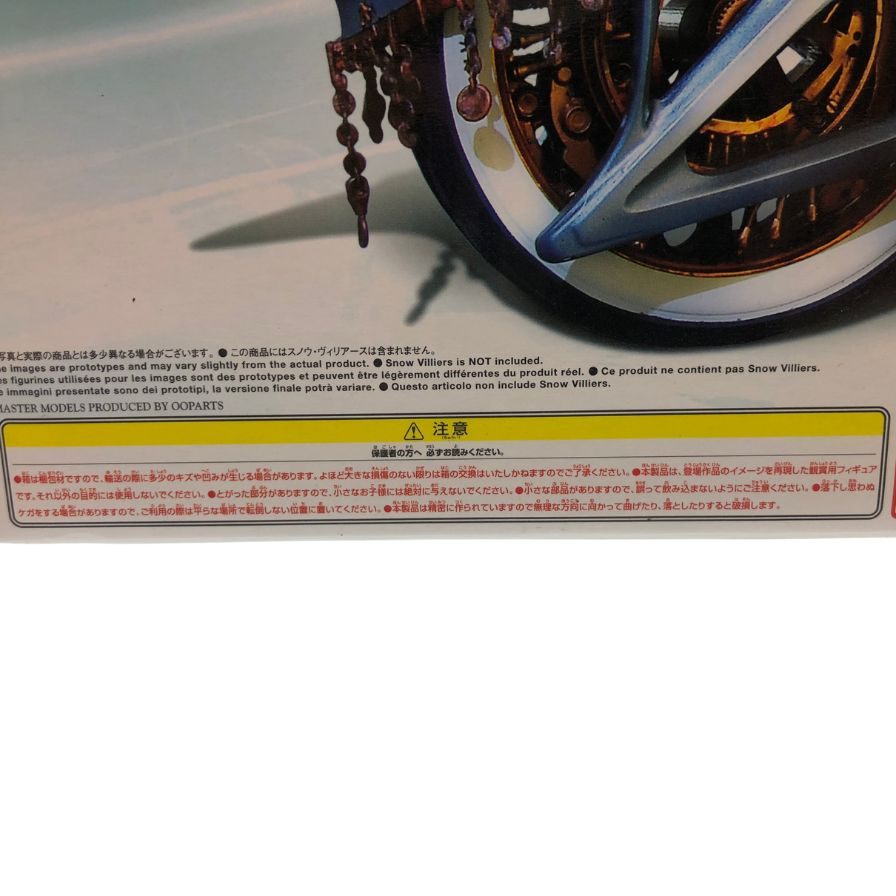 写真と実際の商品とは多少異なる場合がございます。 ● この商品にはスノウ・ヴィリアースは含まれません。
e images are prototypes and may vary slightly from the actual product. ● Snow Villiers is NOT included.
es figurines utilisées pour les images sont des prototypes et peuvent être légèrement différentes du produit réel. ● Ce produit ne contient pas Snow Villiers.
e immagini presentate sono dei prototipi, la versione finale potrà variare. ● Questo articolo non include Snow Villiers.
MASTER MODELS PRODUCED BY OOPARTS
⚠ 注意
保護者の方へ 必ずお読みください。
●箱は梱包材ですので、輸送の際に多少のキズや凹みが生じる場合があります。よほど大きな損傷のない限りは箱の交換はいたしかねますのでご了承ください。●本製品は、登場作品のイメージを再現した観賞用フィギュア
です。それ以外の目的には使用しないでください。●とがった部分がありますので、小さなお子様には絶対に与えないでください。●小さな部品がありますので、誤って飲み込まないようにご注意ください。●落下し思わぬ
ケガをする場合がありますので、ご利用の際は平らな場所で転倒しない位置に置いてください。●本製品は精密に作られていますので無理な方向に向かって曲げたり、落としたりすると破損します。